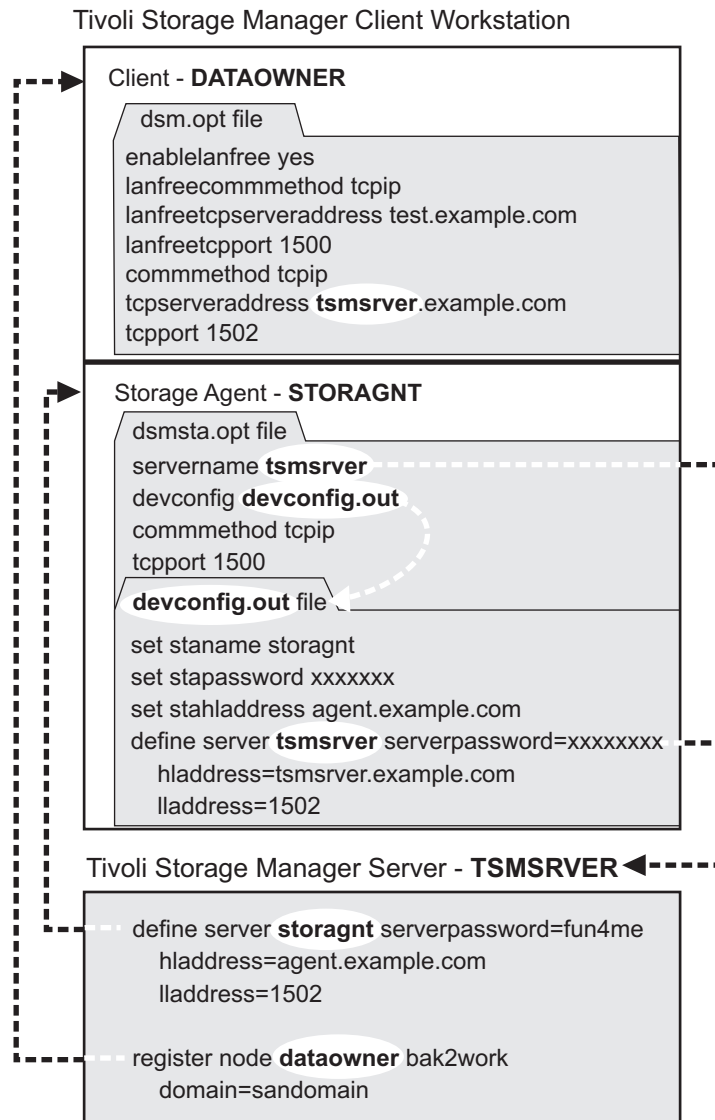 Tivoli Storage Manager Client Workstation
Client - DATAOWNER
dsm.opt file
enablelanfree yes
lanfreecommmethod tcpip
lanfreetcpserveraddress test.example.com
lanfreetcpport 1500
commmethod tcpip
tcpserveraddress tsmsrver.example.com
tcpport 1502
Storage Agent - STORAGNT
dsmsta.opt file
servername tsmsrver
devconfig devconfig.out
commmethod tcpip
tcpport 1500
devconfig.out file
set staname storagnt
set stapassword xxxxxxx
set stahladdress agent.example.com
define server tsmsrver serverpassword=xxxxxxxx
hladdress=tsmsrver.example.com
lladdress=1502
Tivoli Storage Manager Server - TSMSRVER
define server storagnt serverpassword=fun4me
hladdress=agent.example.com
lladdress=1502
register node dataowner bak2work
domain=sandomain